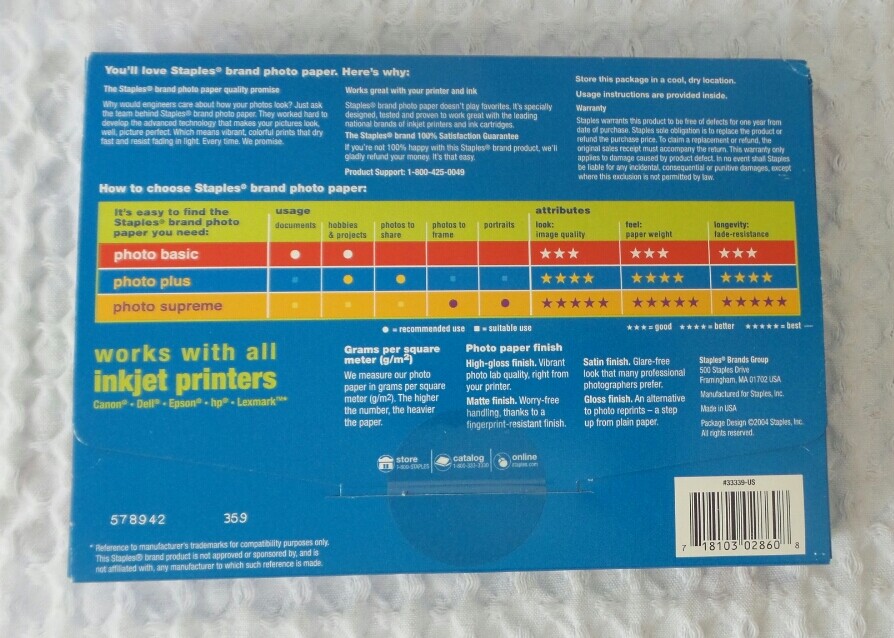 You'll love Staples® brand photo paper. Here's why:
The Staples® brand photo paper quality promise
Why would engineers care about how your photos look? Just ask
the team behind Staples® brand photo paper. They worked hard to
develop the advanced technology that makes your pictures look,
well, picture perfect. Which means vibrant, colorful prints that dry
fast and resist fading in light. Every time. We promise.
Works great with your printer and ink
Staples® brand photo paper doesn't play favorites. It's specially
designed, tested and proven to work great with the leading
national brands of inkjet printers and ink cartridges.
The Staples® brand 100% Satisfaction Guarantee
If you're not 100% happy with this Staples® brand product, we'll
gladly refund your money. It's that easy.
Product Support: 1-800-425-0049
Store this package in a cool, dry location.
Usage instructions are provided inside.
Warranty
Staples warrants this product to be free of defects for one year from
date of purchase. Staples sole obligation is to replace the product or
refund the purchase price. To claim a replacement or refund, the
original sales receipt must accompany the return. This warranty only
applies to damage caused by product defect. In no event shall Staples
be liable for any incidental, consequential or punitive damages, except
where this exclusion is not permitted by law.
How to choose Staples® brand photo paper:
It's easy to find the
Staples® brand photo
paper you need:
usage
documents
hobbies
& projects
photos to
share
photos to
frame
portraits
attributes
look:
image quality
feel:
paper weight
longevity:
fade-resistance
photo basic ● ● ★★★ ★★★ ★★★
photo plus ■ ● ● ■ ■ ★★★★ ★★★★ ★★★★
photo supreme ■ ■ ■ ● ● ★★★★★ ★★★★★ ★★★★★
● = recommended use ■ = suitable use
★★★= good ★★★★= better ★★★★★= best
works with all
inkjet printers
Canon® • Dell® • Epson® • hp® • Lexmark™*
Grams per square
meter (g/m²)
We measure our photo
paper in grams per square
meter (g/m²). The higher
the number, the heavier
the paper.
Photo paper finish
High-gloss finish. Vibrant
photo lab quality, right from
your printer.
Matte finish. Worry-free
handling, thanks to a
fingerprint-resistant finish.
Satin finish. Glare-free
look that many professional
photographers prefer.
Gloss finish. An alternative
to photo reprints – a step
up from plain paper.
Staples® Brands Group
500 Staples Drive
Framingham, MA 01702 USA
Manufactured for Staples, Inc.
Made in USA
Package Design ©2004 Staples, Inc.
All rights reserved.
store
1-800-STAPLES
catalog
1-800-333-3330
online
staples.com
578942 359
#33339-US
7 18103 02860 8
* Reference to manufacturer's trademarks for compatibility purposes only.
This Staples® brand product is not approved or sponsored by, and is
not affiliated with, any manufacturer to which such reference is made.